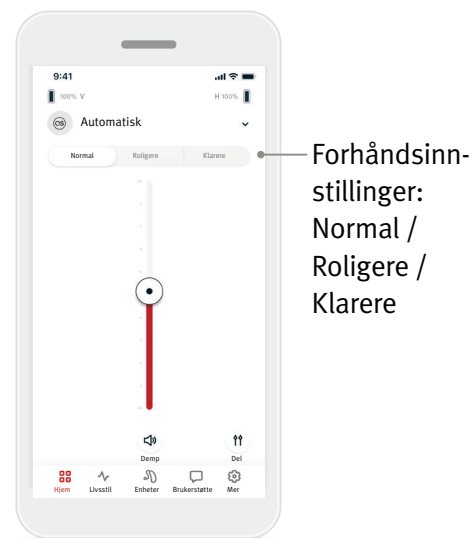 9:41
100% V H 100%
Automatisk
Normal Roligere Klarere
Forhåndsinn-
stillinger:
Normal /
Roligere /
Klarere
Demp Del
Hjem Livsstil Enheter Brukerstøtte Mer